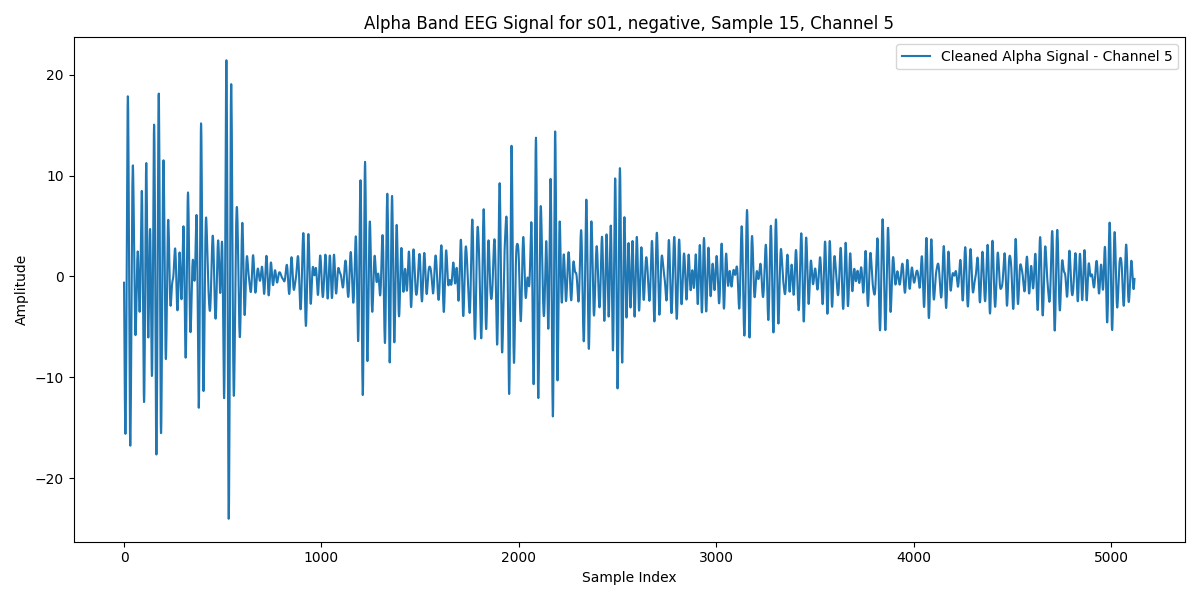 Alpha Band EEG Signal for s01, negative, Sample 15, Channel 5
Cleaned Alpha Signal - Channel 5
20
10
0
−10
−20
Amplitude
0 1000 2000 3000 4000 5000
Sample Index